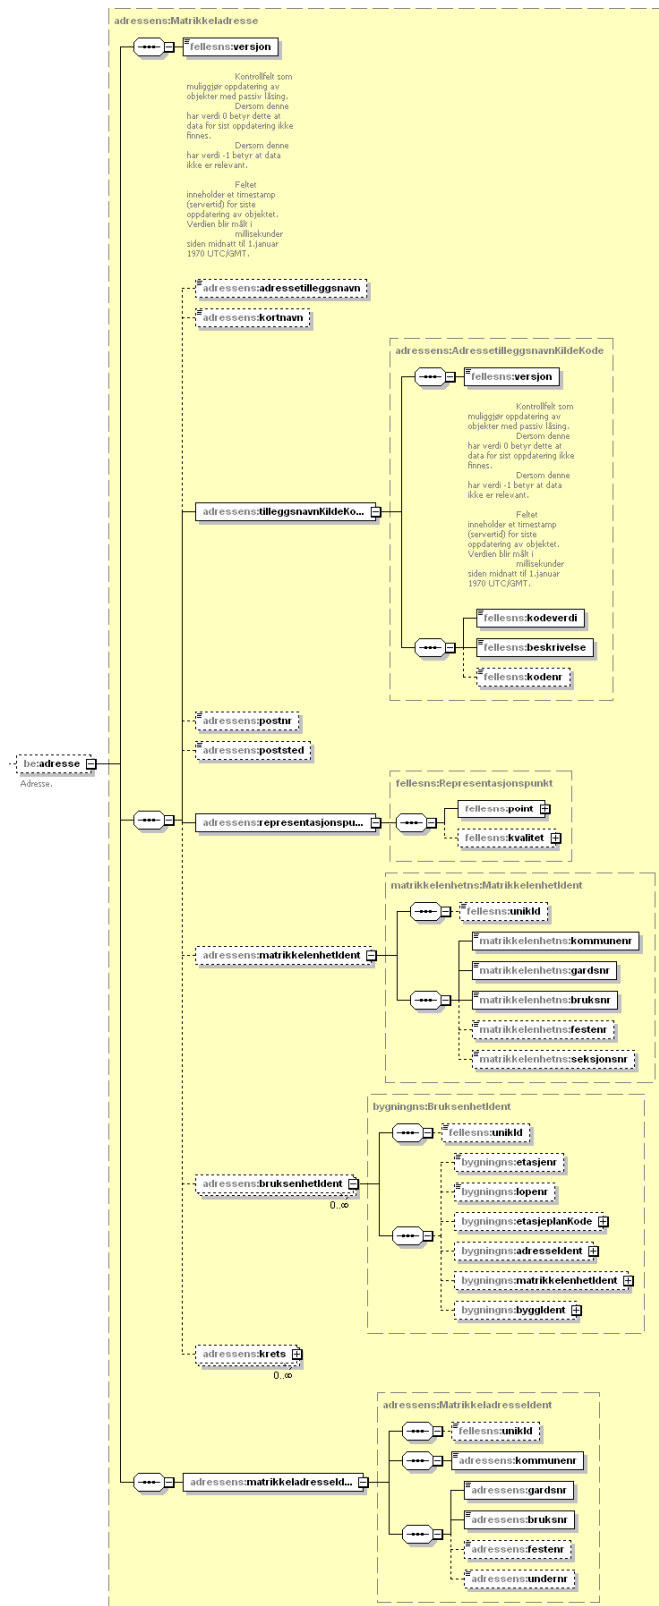 adressens:Matrikkeladresse
fellesns:versjon
Kontrollfelt som
muliggjør oppdatering av
objekter med passiv låsing.
Dersom denne
har verdi 0 betyr dette at
data for sist oppdatering ikke
finnes.
Dersom denne
har verdi -1 betyr at data
ikke er relevant.
Feltet
inneholder et timestamp
(servertid) for siste
oppdatering av objektet.
Verdien blir målt i
millisekunder
siden midnatt til 1.januar
1970 UTC/GMT.
adressens:adressetilleggsnavn
adressens:kortnavn
adressens:AdressetilleggsnavnKildeKode
fellesns:versjon
Kontrollfelt som
muliggjør oppdatering av
objekter med passiv låsing.
Dersom denne
har verdi 0 betyr dette at
data for sist oppdatering ikke
finnes.
Dersom denne
har verdi -1 betyr at data
ikke er relevant.
Feltet
inneholder et timestamp
(servertid) for siste
oppdatering av objektet.
Verdien blir målt i
millisekunder
siden midnatt til 1.januar
1970 UTC/GMT.
adressens:tilleggsnavnKildeKo...
fellesns:kodeverdi
fellesns:beskrivelse
fellesns:kodenr
adressens:postnr
adressens:poststed
be:adresse
Adresse.
fellesns:Representasjonspunkt
adressens:representasjonspu...
fellesns:point
fellesns:kvalitet
matrikkelenhetns:MatrikkelenhetIdent
fellesns:unikId
adressens:matrikkelenhetIdent
matrikkelenhetns:kommunenr
matrikkelenhetns:gardsnr
matrikkelenhetns:bruksnr
matrikkelenhetns:festenr
matrikkelenhetns:seksjonsnr
bygningns:BruksenhetIdent
fellesns:unikId
adressens:bruksenhetIdent
0..∞
bygningns:etasjenr
bygningns:lopenr
bygningns:etasjeplanKode
bygningns:adresseIdent
bygningns:matrikkelenhetIdent
bygningns:byggIdent
adressens:krets
0..∞
adressens:MatrikkeladresseIdent
fellesns:unikId
adressens:kommunenr
adressens:matrikkeladresseId...
adressens:gardsnr
adressens:bruksnr
adressens:festenr
adressens:undernr